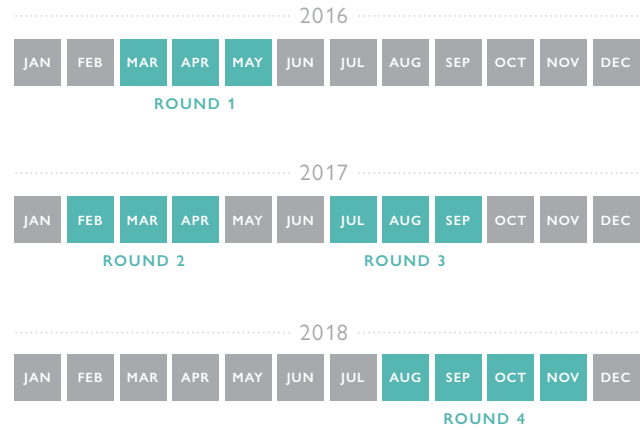 2016
JAN FEB MAR APR MAY JUN JUL AUG SEP OCT NOV DEC
ROUND 1
2017
JAN FEB MAR APR MAY JUN JUL AUG SEP OCT NOV DEC
ROUND 2 ROUND 3
2018
JAN FEB MAR APR MAY JUN JUL AUG SEP OCT NOV DEC
ROUND 4